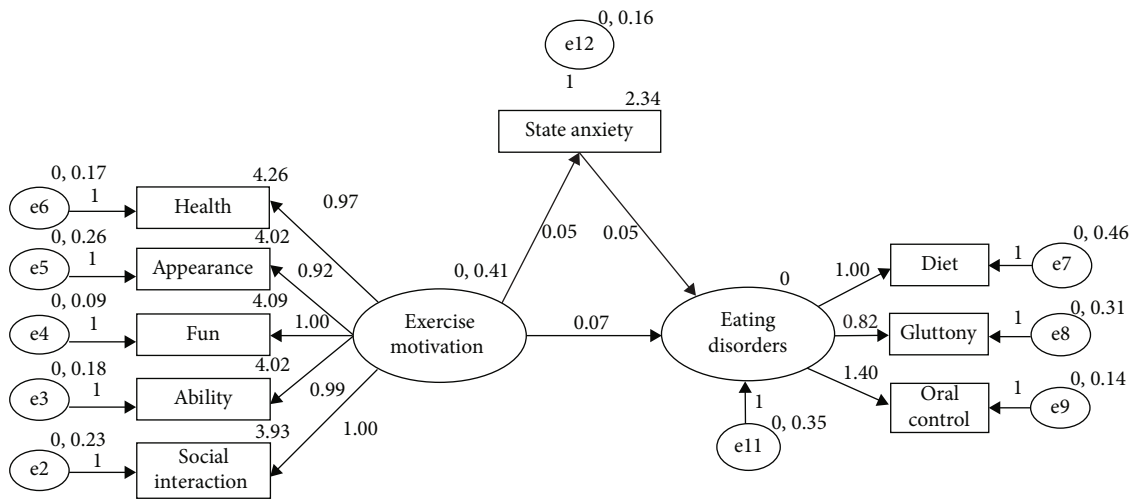 0, 0.16
e12
1
2.34
State anxiety
0, 0.17
e6
1
4.26
Health
0.97
0, 0.26
e5
1
4.02
Appearance
0.92
0, 0.09
e4
1
4.09
Fun
1.00
0, 0.18
e3
1
4.02
Ability
0.99
0, 0.23
e2
1
3.93
Social
interaction
1.00
0, 0.41
Exercise
motivation
0.05
0.05
0.07
0
Eating
disorders
1
0, 0.35
e11
1.00
Diet
1
0, 0.46
e7
0.82
Gluttony
1
0, 0.31
e8
1.40
Oral
control
1
0, 0.14
e9